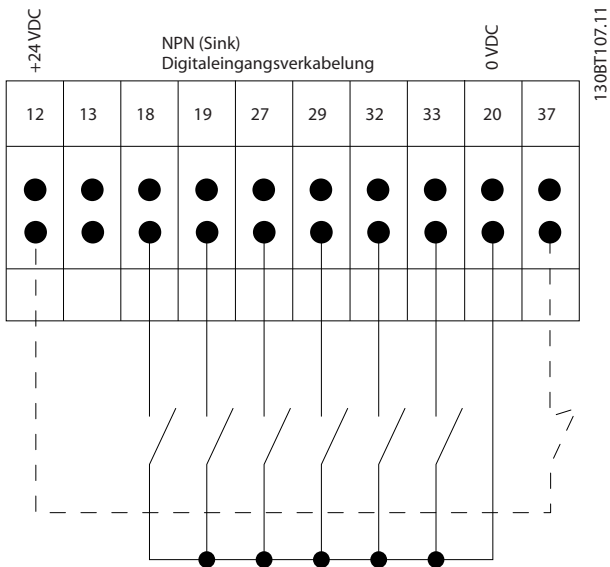 +24 VDC
NPN (Sink)
Digitaleingangsverkabelung
0 VDC
130BT107.11
12 13 18 19 27 29 32 33 20 37